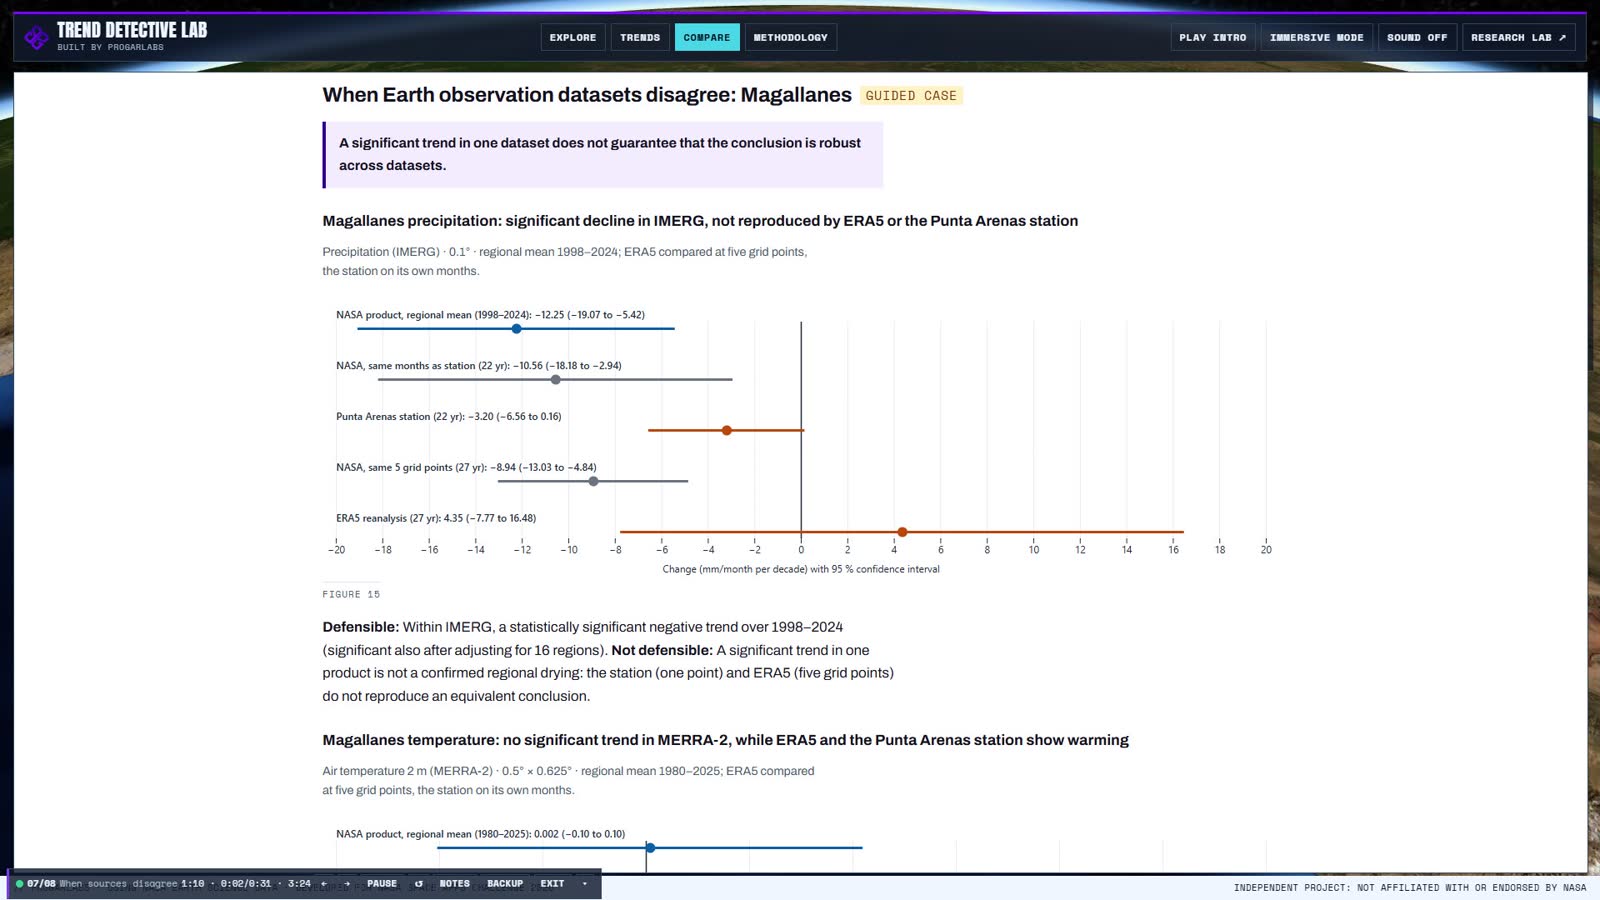 TREND DETECTIVE LAB
BUILT BY PROGARLABS
EXPLORE TRENDS COMPARE METHODOLOGY
PLAY INTRO IMMERSIVE MODE SOUND OFF RESEARCH LAB ↗
When Earth observation datasets disagree: Magallanes GUIDED CASE
A significant trend in one dataset does not guarantee that the conclusion is robust
across datasets.
Magallanes precipitation: significant decline in IMERG, not reproduced by ERA5 or the Punta Arenas station
Precipitation (IMERG) · 0.1° · regional mean 1998–2024; ERA5 compared at five grid points,
the station on its own months.
NASA product, regional mean (1998–2024): −12.25 (−19.07 to −5.42)
NASA, same months as station (22 yr): −10.56 (−18.18 to −2.94)
Punta Arenas station (22 yr): −3.20 (−6.56 to 0.16)
NASA, same 5 grid points (27 yr): −8.94 (−13.03 to −4.84)
ERA5 reanalysis (27 yr): 4.35 (−7.77 to 16.48)
−20 −18 −16 −14 −12 −10 −8 −6 −4 −2 0 2 4 6 8 10 12 14 16 18 20
Change (mm/month per decade) with 95 % confidence interval
FIGURE 15
Defensible: Within IMERG, a statistically significant negative trend over 1998–2024
(significant also after adjusting for 16 regions). Not defensible: A significant trend in one
product is not a confirmed regional drying: the station (one point) and ERA5 (five grid points)
do not reproduce an equivalent conclusion.
Magallanes temperature: no significant trend in MERRA-2, while ERA5 and the Punta Arenas station show warming
Air temperature 2 m (MERRA-2) · 0.5° × 0.625° · regional mean 1980–2025; ERA5 compared
at five grid points, the station on its own months.
NASA product, regional mean (1980–2025): 0.002 (−0.10 to 0.10)
07/08 When sources disagree 1:10 · 0:02/0:31 · 3:24 ← → PAUSE ↺ NOTES BACKUP EXIT
INDEPENDENT PROJECT: NOT AFFILIATED WITH OR ENDORSED BY NASA